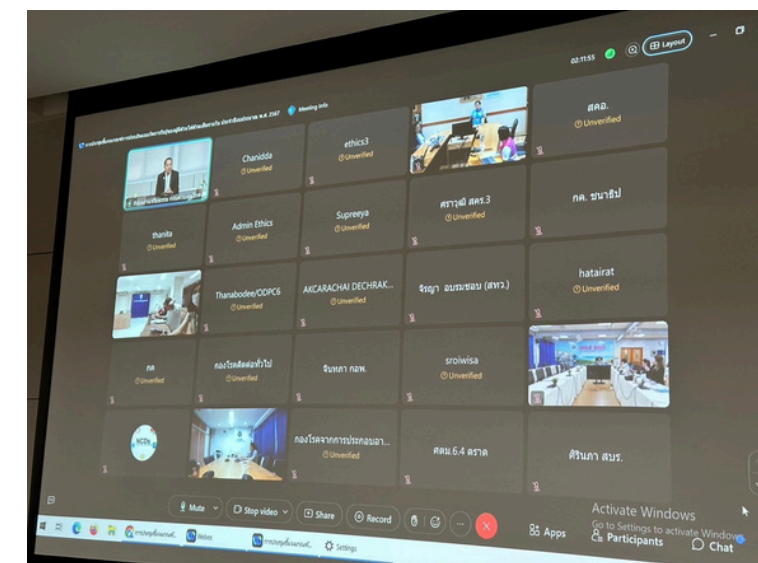 02:11:55
Layout
Meeting info
Chanidda
Unverified
ethics3
Unverified
ศคอ.
Unverified
thanita
Unverified
Admin Ethics
Unverified
Supreeya
Unverified
ศราวุฒิ สคร.3
Unverified
กค. ชนาธิป
Thanabodee/ODPC6
Unverified
AKCARACHAI DECHRAK...
Unverified
จิรญา อบรมชอบ (สทว.)
hatairat
Unverified
กค
Unverified
กองโรคติดต่อทั่วไป
Unverified
จินทภา กอพ.
sroiwisa
Unverified
NCDN
กองโรคจากการประกอบอา...
Unverified
ศตม.6.4 ตราด
ศิรินภา สบร.
Mute
Stop video
Share
Record
Apps
Activate Windows
Go to Settings to activate Windows
Participants
Chat
Webex
Settings